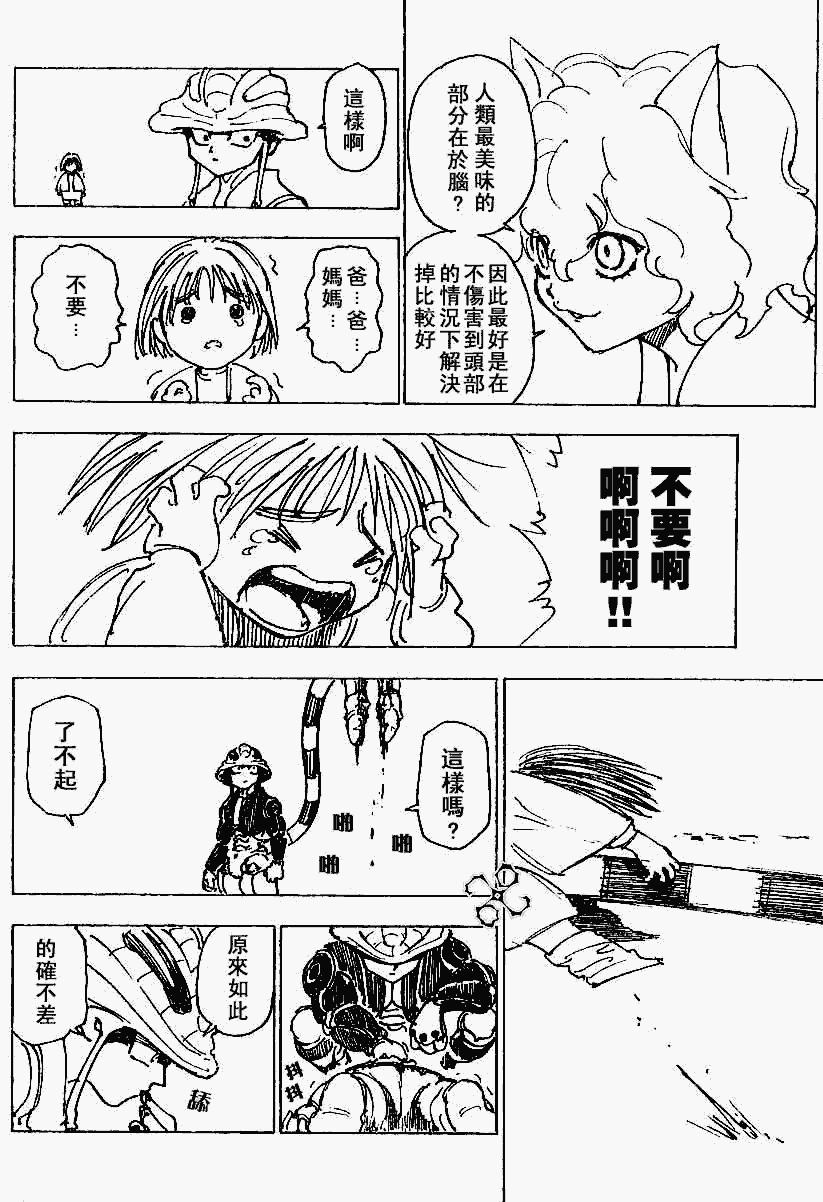 人類最美味的
部分在於腦？
因此最好是在
不傷害到頭部
的情況下解決
掉比較好
這樣啊
爸…爸…
媽媽…
不要…
不要啊
啊啊啊!!
這樣嗎？
了不起
啪
啪
啪
抖
抖
原來如此
的確不差
舔